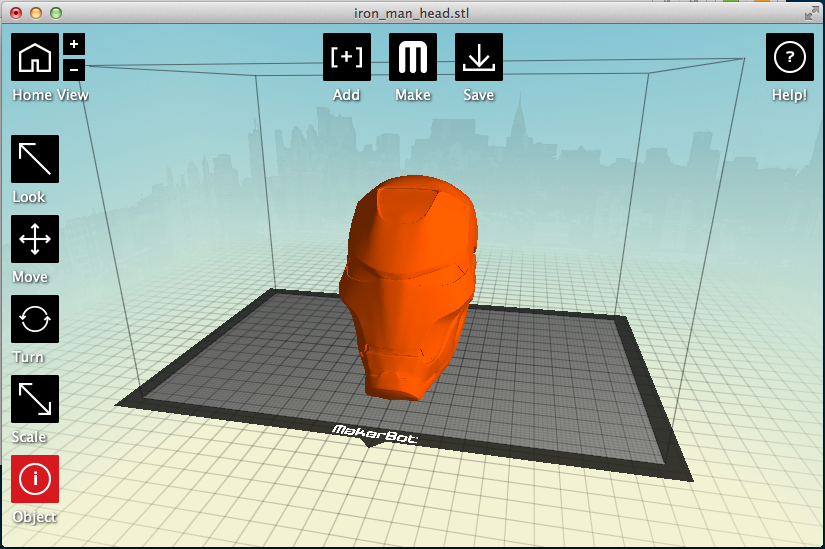 iron_man_head.stl
+
−
[+]
M
?
Home View
Add
Make
Save
Help!
Look
Move
Turn
Scale
i
Object
MakerBot